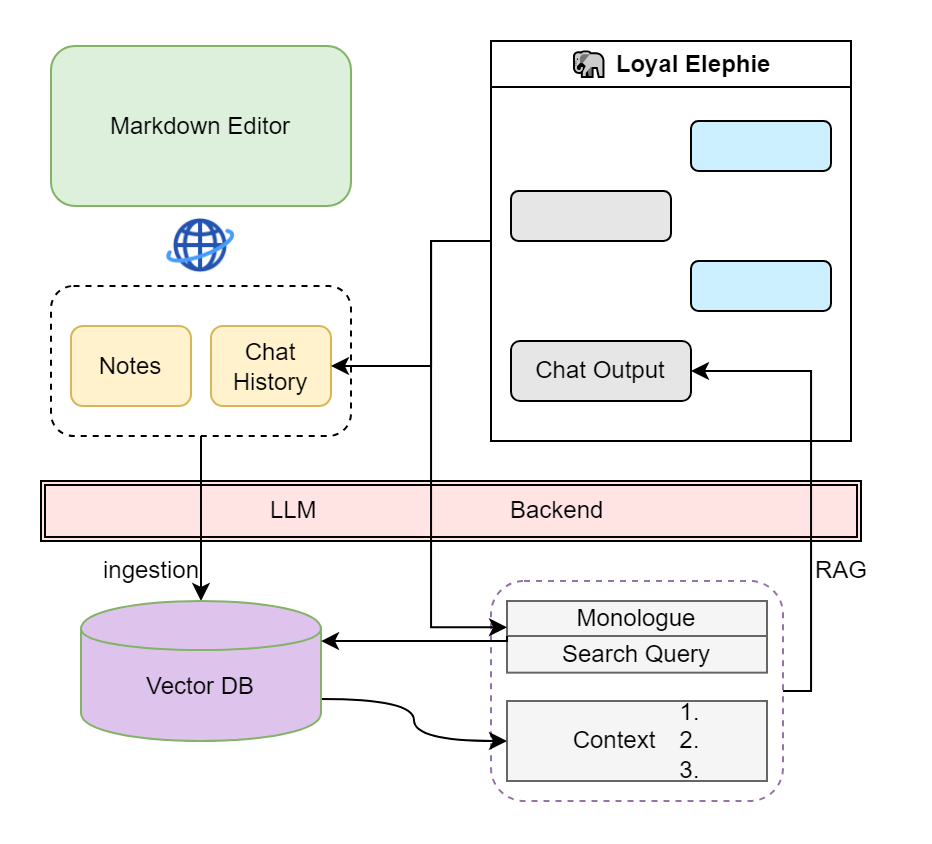 Markdown Editor
Loyal Elephie
Notes
Chat
History
Chat Output
LLM
Backend
ingestion
RAG
Monologue
Search Query
Vector DB
Context
1.
2.
3.